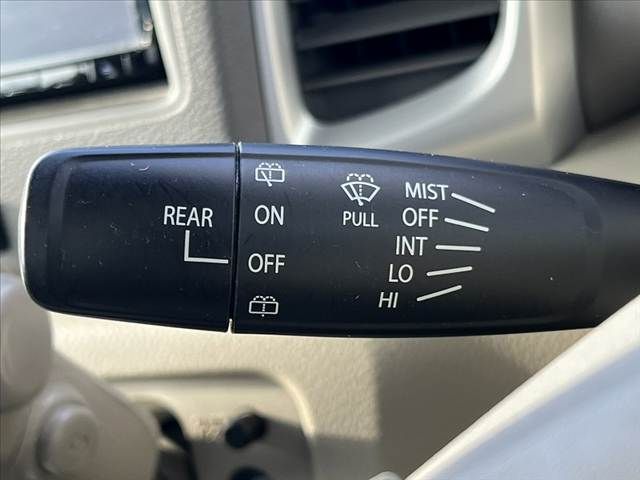 REAR
ON
OFF
PULL
MIST
OFF
INT
LO
HI